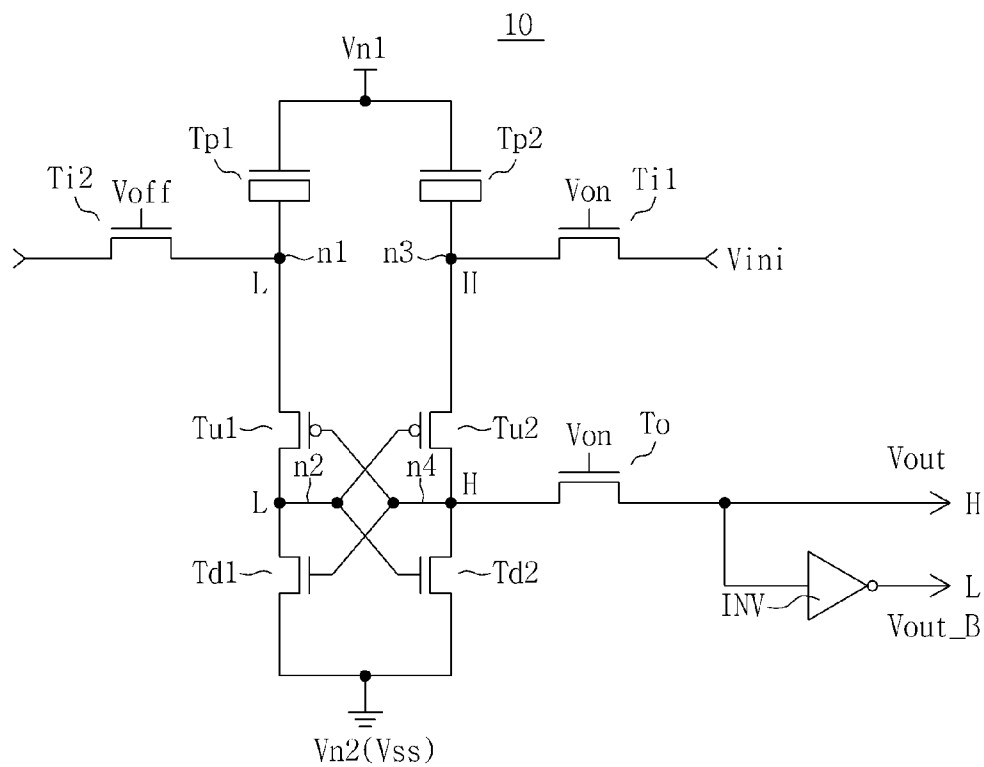 10
Vn1
Tp1
Tp2
Ti2
Voff
Von
Ti1
n1
n3
Vini
L
H
Tu1
Tu2
Von
To
n2
n4
Vout
L
H
H
Td1
Td2
INV
L
Vout_B
Vn2(Vss)